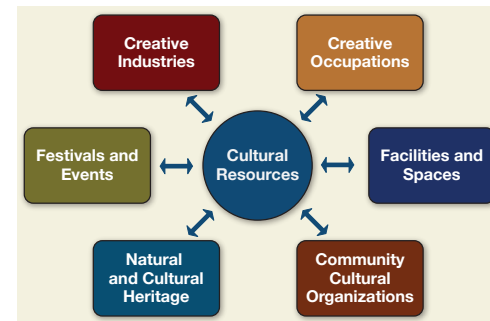 Creative
Industries
Creative
Occupations
Festivals and
Events
Cultural
Resources
Facilities and
Spaces
Natural
and Cultural
Heritage
Community
Cultural
Organizations